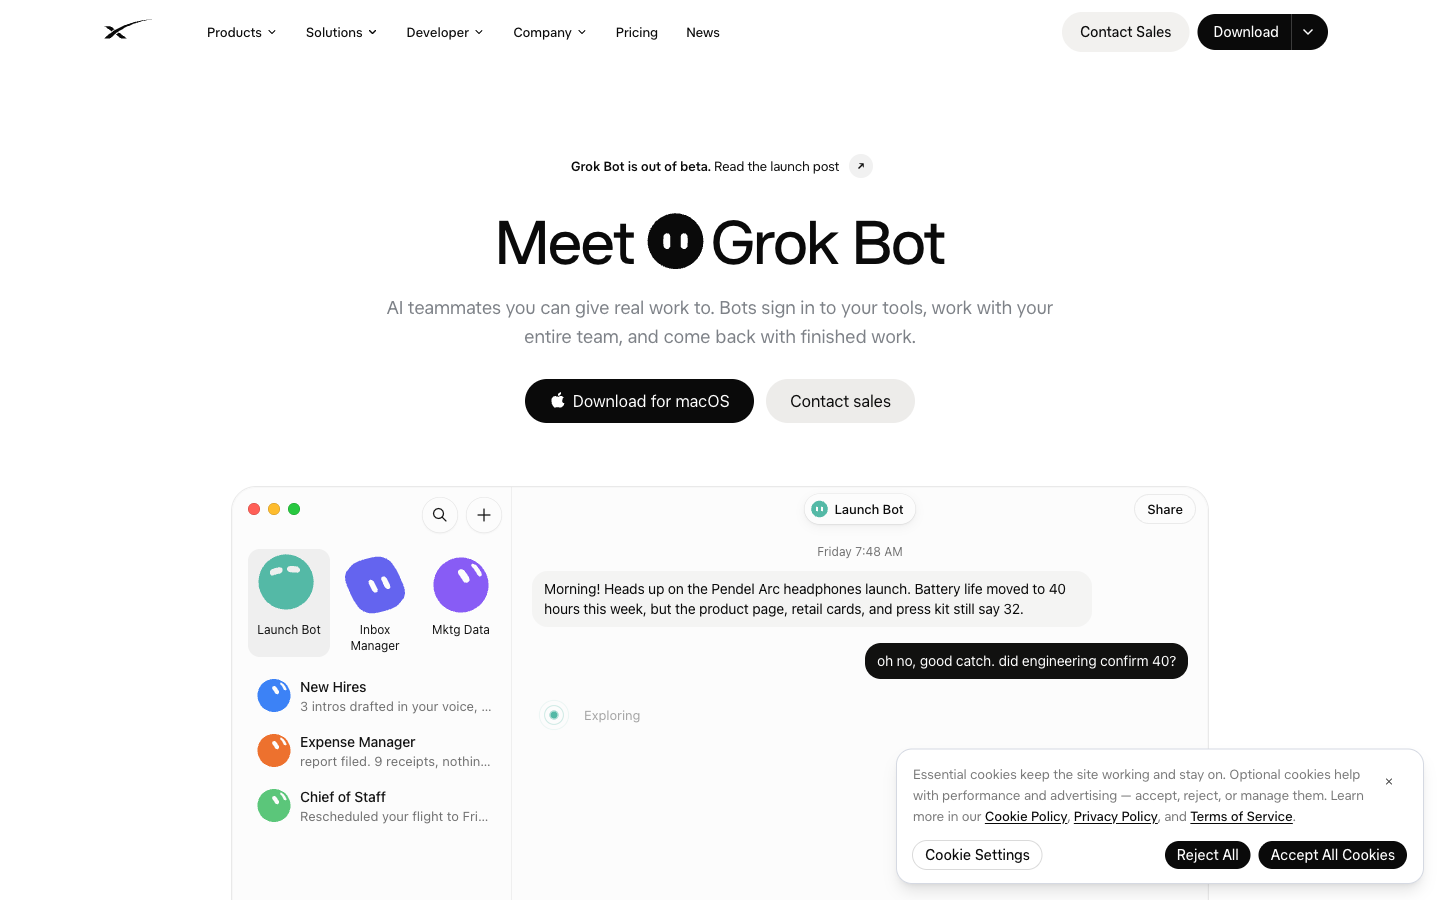 Products
Solutions
Developer
Company
Pricing
News
Contact Sales
Download
Grok Bot is out of beta. Read the launch post
Meet Grok Bot
AI teammates you can give real work to. Bots sign in to your tools, work with your
entire team, and come back with finished work.
Download for macOS
Contact sales
Launch Bot
Inbox
Manager
Mktg Data
New Hires
3 intros drafted in your voice, ...
Expense Manager
report filed. 9 receipts, nothin...
Chief of Staff
Rescheduled your flight to Fri...
Launch Bot
Share
Friday 7:48 AM
Morning! Heads up on the Pendel Arc headphones launch. Battery life moved to 40
hours this week, but the product page, retail cards, and press kit still say 32.
oh no, good catch. did engineering confirm 40?
Exploring
Essential cookies keep the site working and stay on. Optional cookies help
with performance and advertising — accept, reject, or manage them. Learn
more in our Cookie Policy, Privacy Policy, and Terms of Service.
Cookie Settings
Reject All
Accept All Cookies